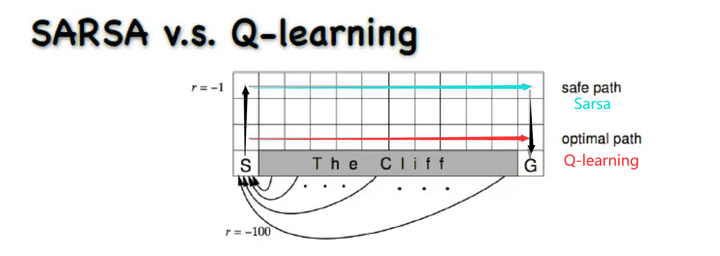 SARSA v.s. Q-learning
r = -1
safe path
Sarsa
optimal path
S The Cliff G
Q-learning
r = -100